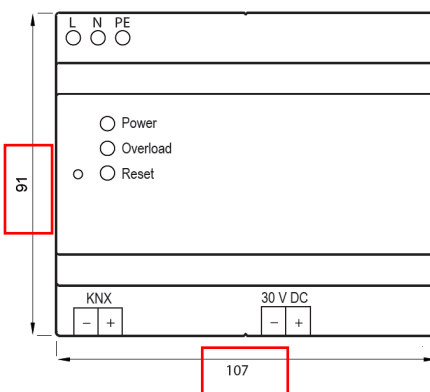 L N PE
Power
Overload
Reset
91
KNX
30 V DC
− +
− +
107